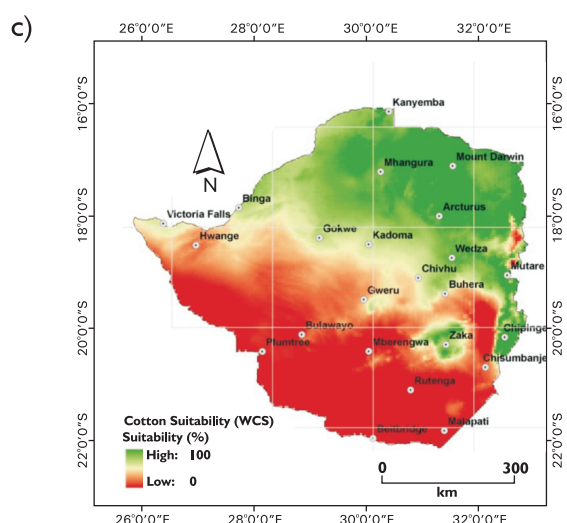 c)
26°0'0"E 28°0'0"E 30°0'0"E 32°0'0"E
16°0'0"S 16°0'0"S
Kanyemba
Mhangura Mount Darwin
N
Binga
Victoria Falls
Arcturus
18°0'0"S 18°0'0"S
Hwange Gokwe Kadoma
Wedza
Chivhu Mutare
Gweru Buhera
20°0'0"S 20°0'0"S
Bulawayo Zaka Chipinge
Plumtree Mberengwa
Chisumbanje
Rutenga
Cotton Suitability (WCS)
Beitbridge Malapati
22°0'0"S 22°0'0"S
Suitability (%)
High: 100
Low: 0
0 300
km
26°0'0"E 28°0'0"E 30°0'0"E 32°0'0"E